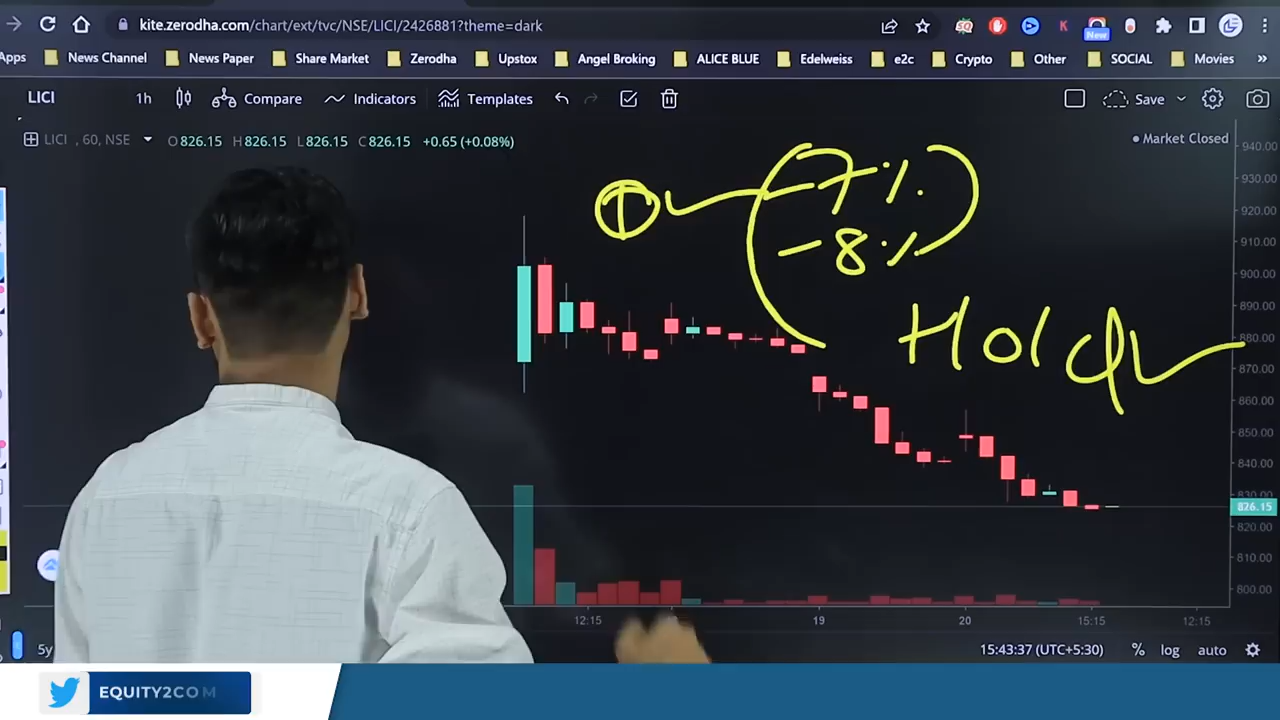 kite.zerodha.com/chart/ext/tvc/NSE/LICI/2426881?theme=dark
New
Apps News Channel News Paper Share Market Zerodha Upstox Angel Broking ALICE BLUE Edelweiss e2c Crypto Other SOCIAL Movies »
LICI 1h Compare Indicators Templates Save
LICI , 60, NSE O826.15 H826.15 L826.15 C826.15 +0.65 (+0.08%)
Market Closed
① -7%
-8%
Hold
940.00
930.00
920.00
910.00
900.00
890.00
880.00
870.00
860.00
850.00
840.00
830.00
826.15
820.00
810.00
800.00
12:15 19 20 15:15 12:15
5y 15:43:37 (UTC+5:30) % log auto
EQUITY2COM